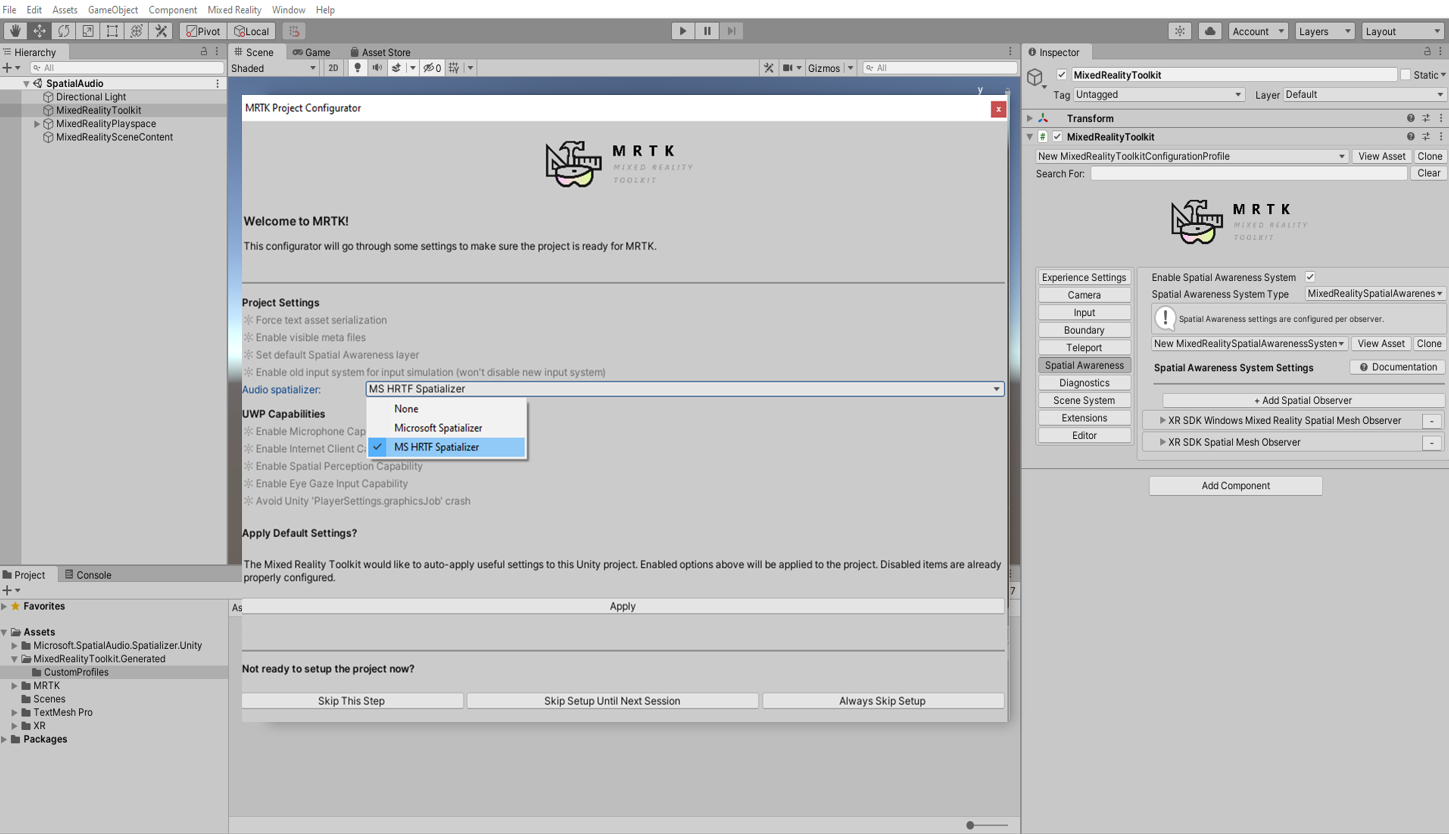 File Edit Assets GameObject Component Mixed Reality Window Help
Pivot Local Account Layers Layout
Hierarchy
All
SpatialAudio
Directional Light
MixedRealityToolkit
MixedRealityPlayspace
MixedRealitySceneContent
Scene Game Asset Store
Shaded 2D 0 Gizmos All
y
MRTK Project Configurator x
MRTK
MIXED REALITY
TOOLKIT
Welcome to MRTK!
This configurator will go through some settings to make sure the project is ready for MRTK.
Project Settings
Force text asset serialization
Enable visible meta files
Set default Spatial Awareness layer
Enable old input system for input simulation (won't disable new input system)
Audio spatializer: MS HRTF Spatializer
None
Microsoft Spatializer
MS HRTF Spatializer
UWP Capabilities
Enable Microphone Cap
Enable Internet Client Ca
Enable Spatial Perception Capability
Enable Eye Gaze Input Capability
Avoid Unity 'PlayerSettings.graphicsJob' crash
Apply Default Settings?
The Mixed Reality Toolkit would like to auto-apply useful settings to this Unity project. Enabled options above will be applied to the project. Disabled items are already
properly configured.
Apply
Not ready to setup the project now?
Skip This Step Skip Setup Until Next Session Always Skip Setup
Project Console
Favorites
Assets
Microsoft.SpatialAudio.Spatializer.Unity
MixedRealityToolkit.Generated
CustomProfiles
MRTK
Scenes
TextMesh Pro
XR
Packages
As
7
Inspector
MixedRealityToolkit Static
Tag Untagged Layer Default
Transform
# MixedRealityToolkit
New MixedRealityToolkitConfigurationProfile View Asset Clone
Search For: Clear
MRTK
MIXED REALITY
TOOLKIT
Experience Settings
Camera
Input
Boundary
Teleport
Spatial Awareness
Diagnostics
Scene System
Extensions
Editor
Enable Spatial Awareness System
Spatial Awareness System Type MixedRealitySpatialAwarenes
Spatial Awareness settings are configured per observer.
New MixedRealitySpatialAwarenessSysten View Asset Clone
Spatial Awareness System Settings Documentation
+ Add Spatial Observer
XR SDK Windows Mixed Reality Spatial Mesh Observer -
XR SDK Spatial Mesh Observer -
Add Component